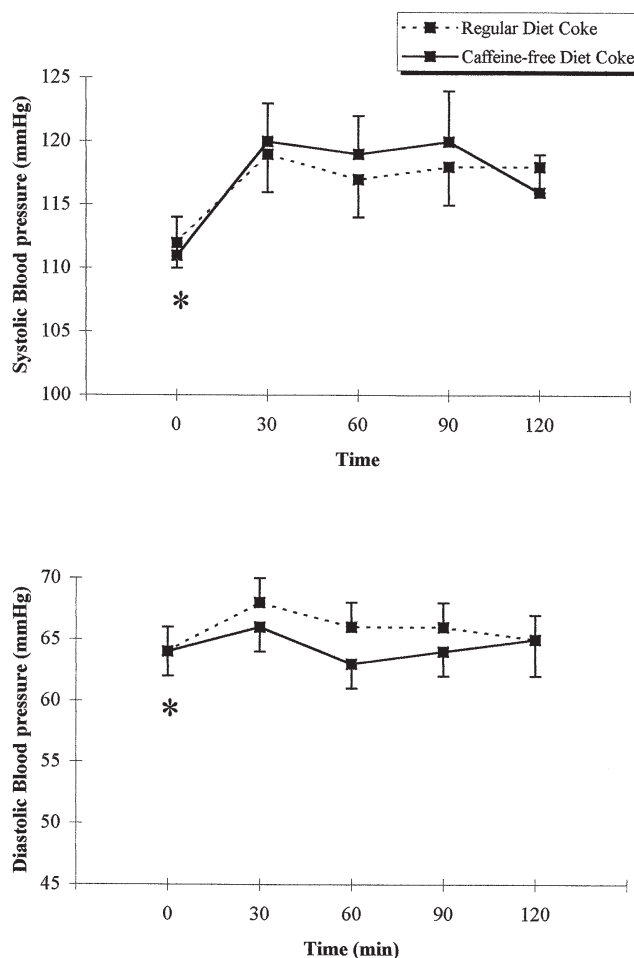 Regular Diet Coke
Caffeine-free Diet Coke
Systolic Blood pressure (mmHg)
125
120
115
110
105
100
*
0 30 60 90 120
Time
Diastolic Blood pressure (mmHg)
70
65
60
55
50
45
*
0 30 60 90 120
Time (min)